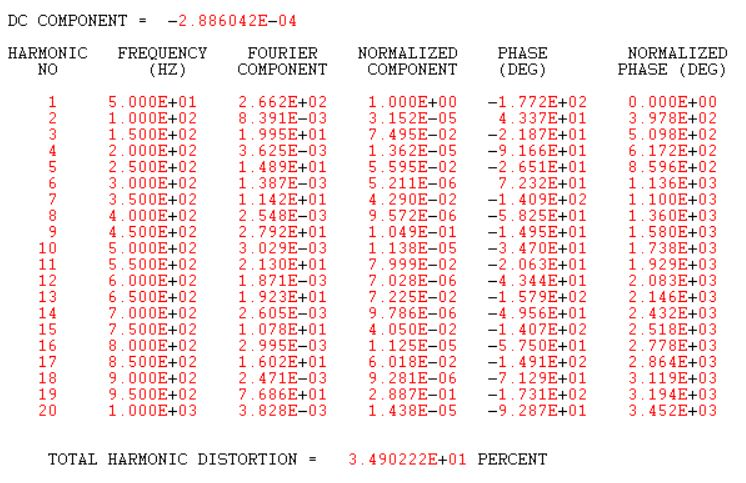 DC COMPONENT = -2.886042E-04
HARMONIC FREQUENCY FOURIER NORMALIZED PHASE NORMALIZED
NO (HZ) COMPONENT COMPONENT (DEG) PHASE (DEG)
1 5.000E+01 2.662E+02 1.000E+00 -1.772E+02 0.000E+00
2 1.000E+02 8.391E-03 3.152E-05 4.337E+01 3.978E+02
3 1.500E+02 1.995E+01 7.495E-02 -2.187E+01 5.098E+02
4 2.000E+02 3.625E-03 1.362E-05 -9.166E+01 6.172E+02
5 2.500E+02 1.489E+01 5.595E-02 -2.651E+01 8.596E+02
6 3.000E+02 1.387E-03 5.211E-06 7.232E+01 1.136E+03
7 3.500E+02 1.142E+01 4.290E-02 -1.409E+02 1.100E+03
8 4.000E+02 2.548E-03 9.572E-06 -5.825E+01 1.360E+03
9 4.500E+02 2.792E+01 1.049E-01 -1.495E+01 1.580E+03
10 5.000E+02 3.029E-03 1.138E-05 -3.470E+01 1.738E+03
11 5.500E+02 2.130E+01 7.999E-02 -2.063E+01 1.929E+03
12 6.000E+02 1.871E-03 7.028E-06 -4.344E+01 2.083E+03
13 6.500E+02 1.923E+01 7.225E-02 -1.579E+02 2.146E+03
14 7.000E+02 2.605E-03 9.786E-06 -4.956E+01 2.432E+03
15 7.500E+02 1.078E+01 4.050E-02 -1.407E+02 2.518E+03
16 8.000E+02 2.995E-03 1.125E-05 -5.750E+01 2.778E+03
17 8.500E+02 1.602E+01 6.018E-02 -1.491E+02 2.864E+03
18 9.000E+02 2.471E-03 9.281E-06 -7.129E+01 3.119E+03
19 9.500E+02 7.686E+01 2.887E-01 -1.731E+02 3.194E+03
20 1.000E+03 3.828E-03 1.438E-05 -9.287E+01 3.452E+03
TOTAL HARMONIC DISTORTION = 3.490222E+01 PERCENT